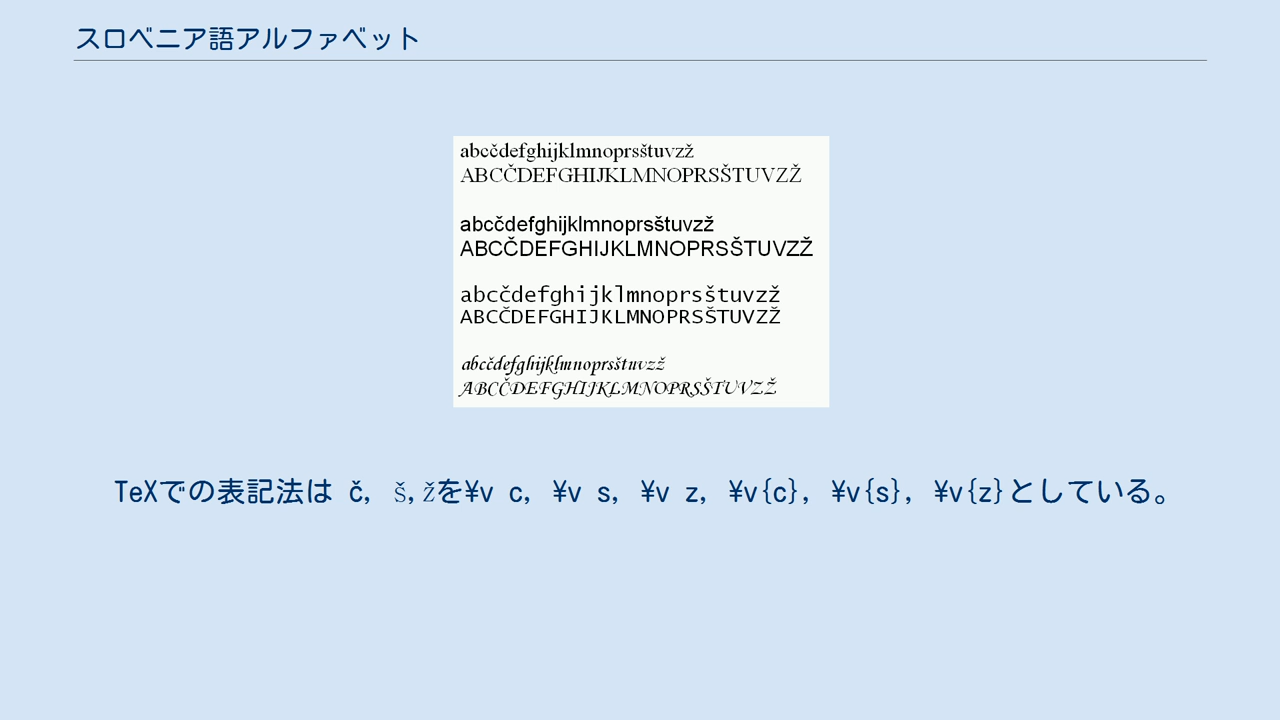 スロベニア語アルファベット
abcčdefghijklmnoprsštuvzž
ABCČDEFGHIJKLMNOPRSŠTUVZŽ
abcčdefghijklmnoprsštuvzž
ABCČDEFGHIJKLMNOPRSŠTUVZŽ
abcčdefghijklmnoprsštuvzž
ABCČDEFGHIJKLMNOPRSŠTUVZŽ
abcčdefghijklmnoprsštuvzž
ABCČDEFGHIJKLMNOPRSŠTUVZŽ
TeXでの表記法は č, š,žを¥v c, ¥v s, ¥v z, ¥v{c}, ¥v{s}, ¥v{z}としている。